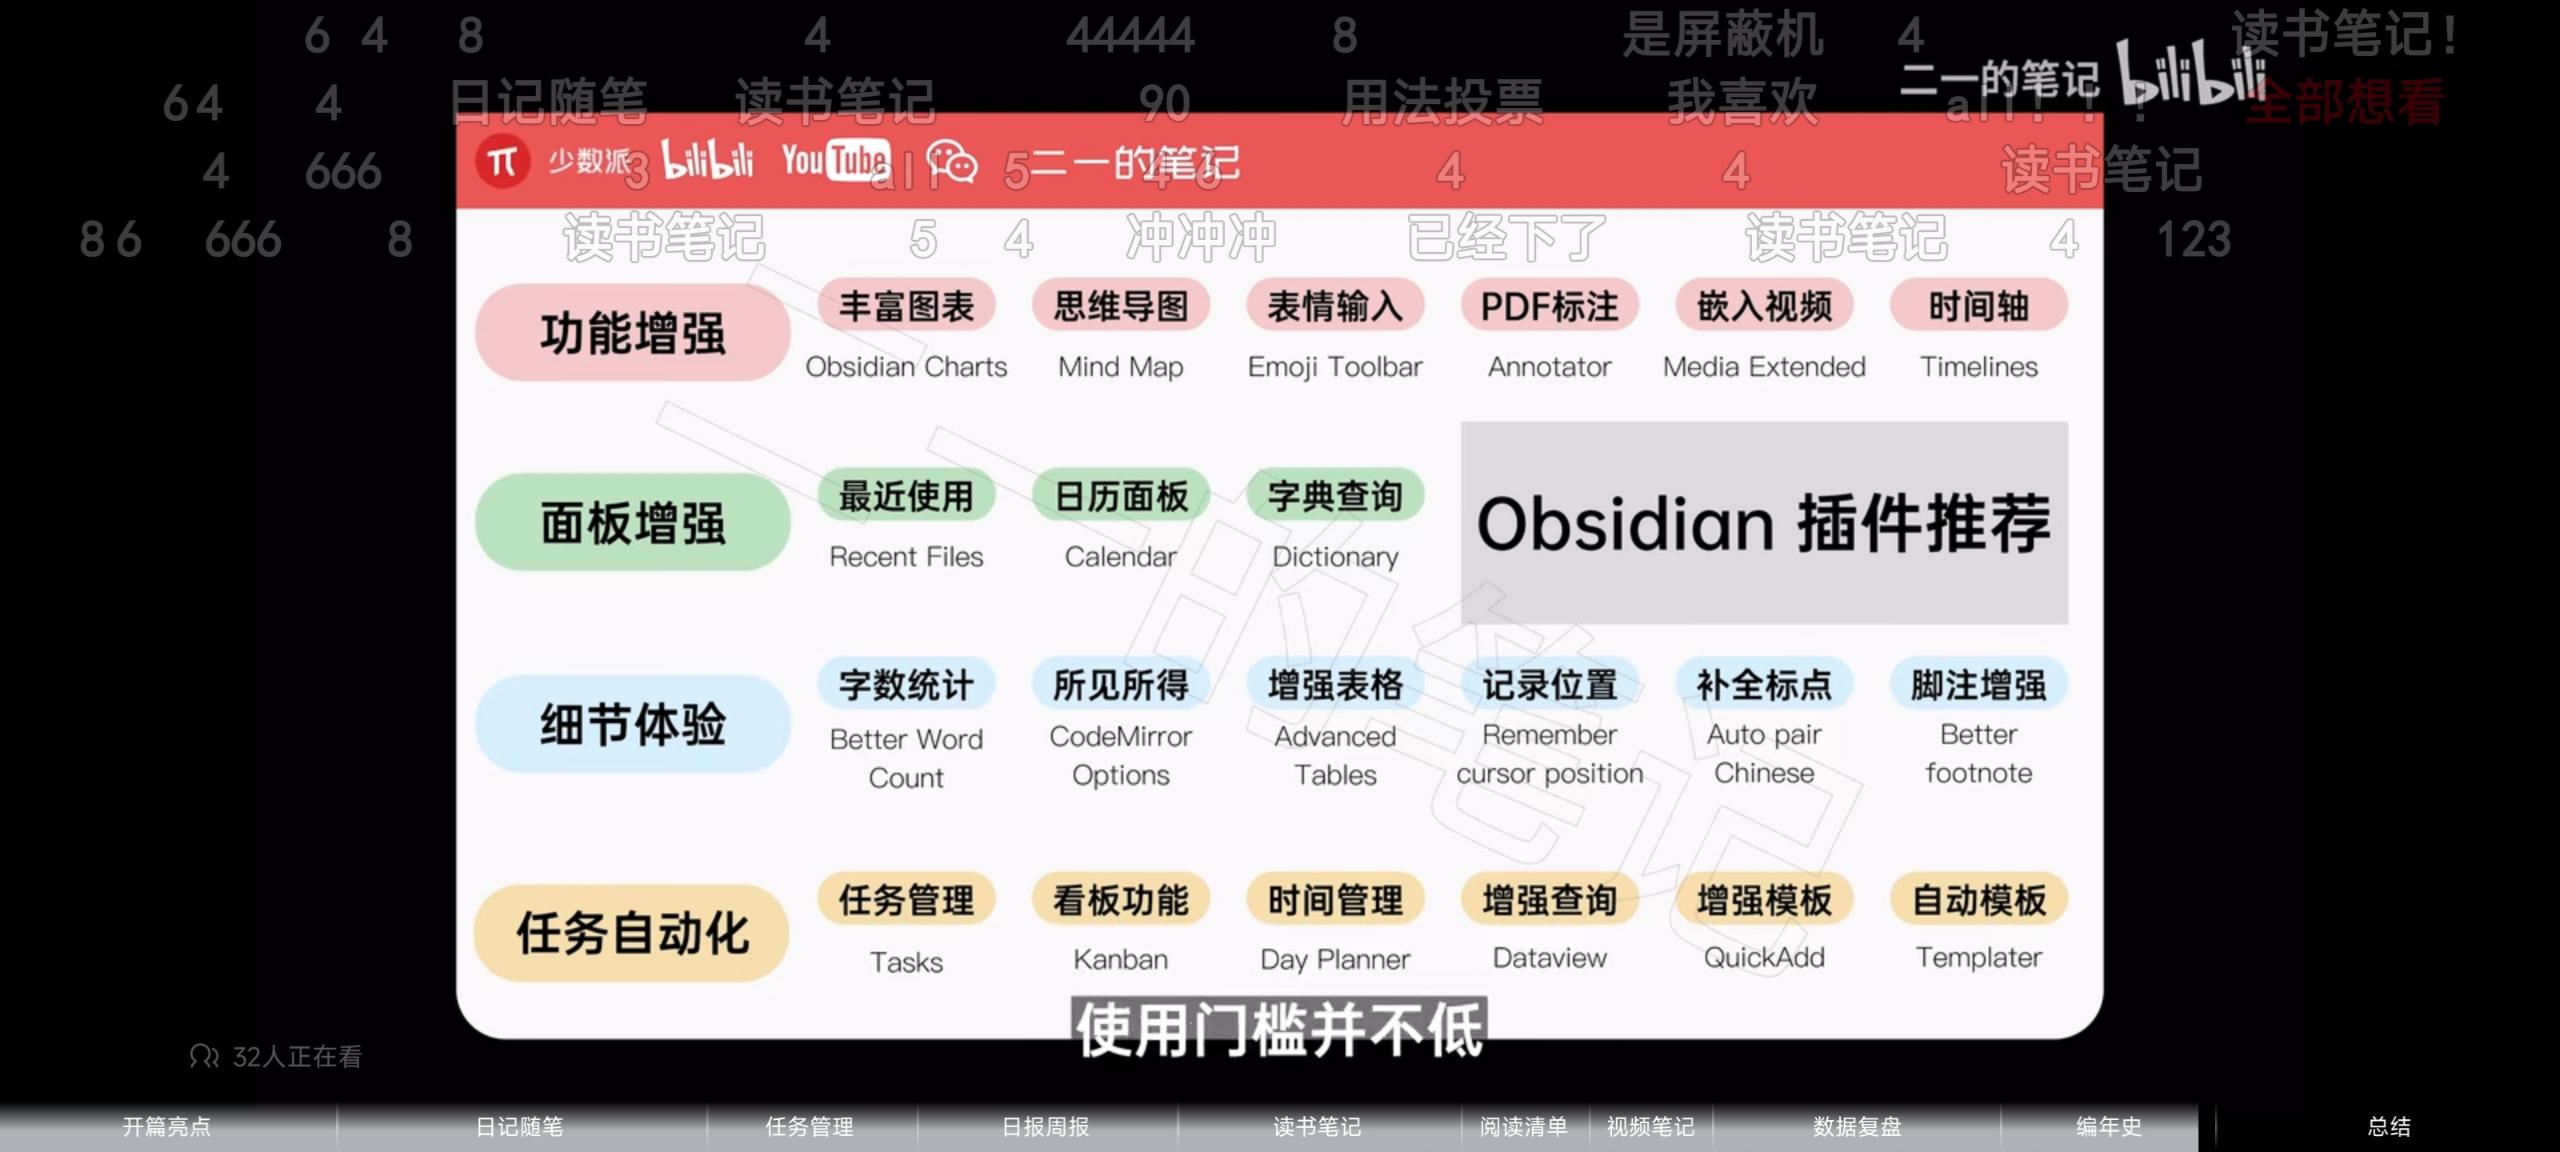 6 4 8 4 44444 8 是屏蔽机 4 读书笔记！
二一的笔记 bilibili
64 4 日记随笔 读书笔记 90 用法投票 我喜欢 all！！！ 全部想看
π 少数派 bilibili YouTube 二一的笔记
4 666 3 all 5 4 6 4 4 读书笔记
8 6 666 8 读书笔记 5 4 冲冲冲 已经下了 读书笔记 4 123
功能增强
丰富图表 思维导图 表情输入 PDF标注 嵌入视频 时间轴
Obsidian Charts Mind Map Emoji Toolbar Annotator Media Extended Timelines
面板增强
最近使用 日历面板 字典查询
Recent Files Calendar Dictionary
Obsidian 插件推荐
细节体验
字数统计 所见所得 增强表格 记录位置 补全标点 脚注增强
Better Word CodeMirror Advanced Remember Auto pair Better
Count Options Tables cursor position Chinese footnote
任务自动化
任务管理 看板功能 时间管理 增强查询 增强模板 自动模板
Tasks Kanban Day Planner Dataview QuickAdd Templater
二一的笔记
使用门槛并不低
32人正在看
开篇亮点 日记随笔 任务管理 日报周报 读书笔记 阅读清单 视频笔记 数据复盘 编年史 总结